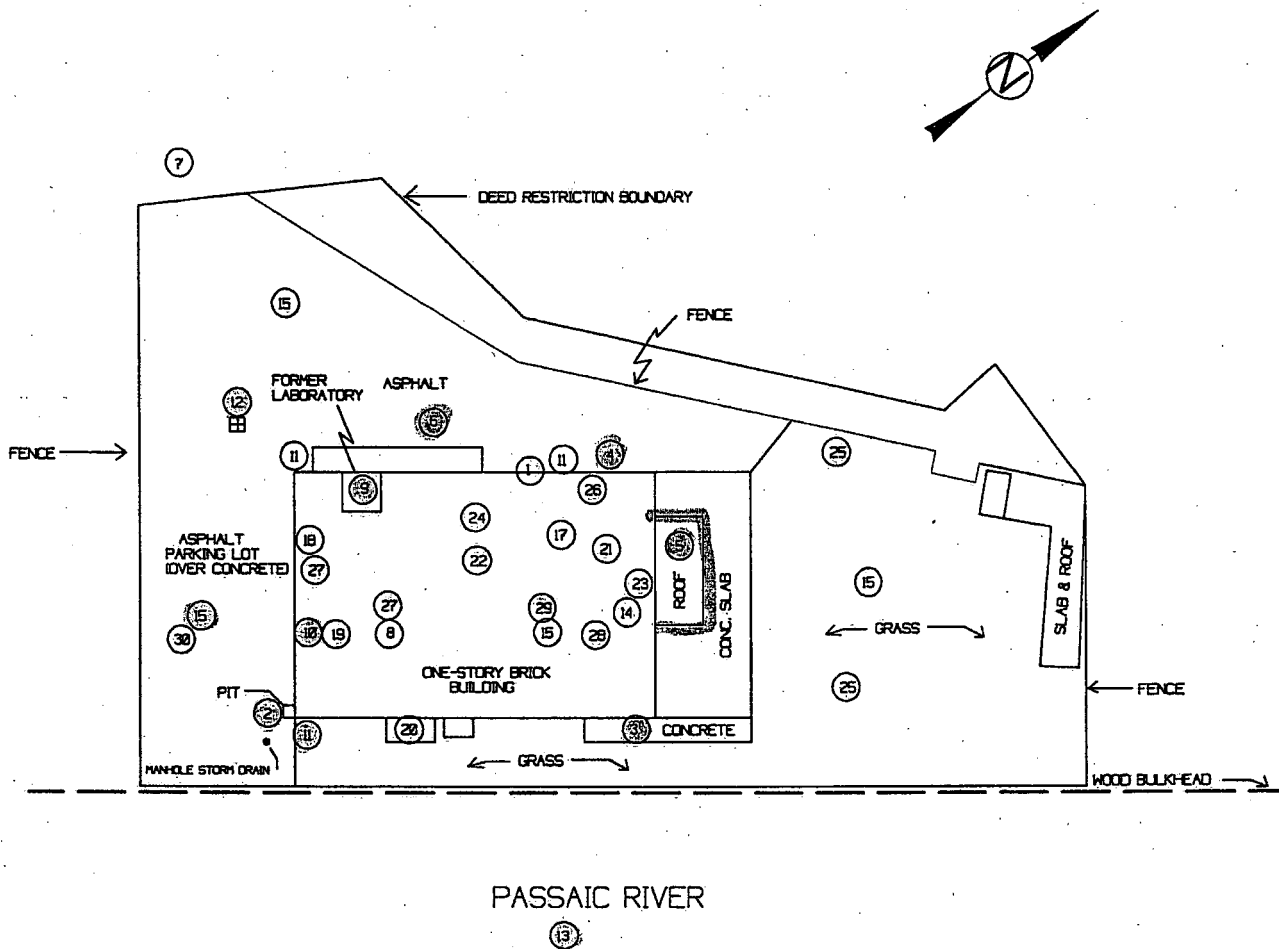 N
7
DEED RESTRICTION BOUNDARY
15
FENCE
FORMER
LABORATORY
ASPHALT
12
6
FENCE
11
1
11
4
25
9
26
24
18
17
21
ASPHALT
PARKING LOT
(OVER CONCRETE)
27
22
ROOF
CONC. SLAB
23
15
SLAB & ROOF
15
30
27
29
14
10
19
8
15
28
GRASS
ONE-STORY BRICK
BUILDING
25
FENCE
PIT
2
11
20
3
CONCRETE
MANHOLE STORM DRAIN
GRASS
WOOD BULKHEAD
PASSAIC RIVER
13